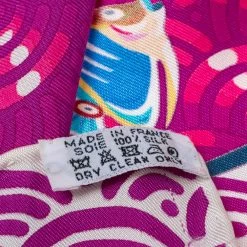 MADE IN FRANCE
SOIE 100% SILK
DRY CLEAN ONLY